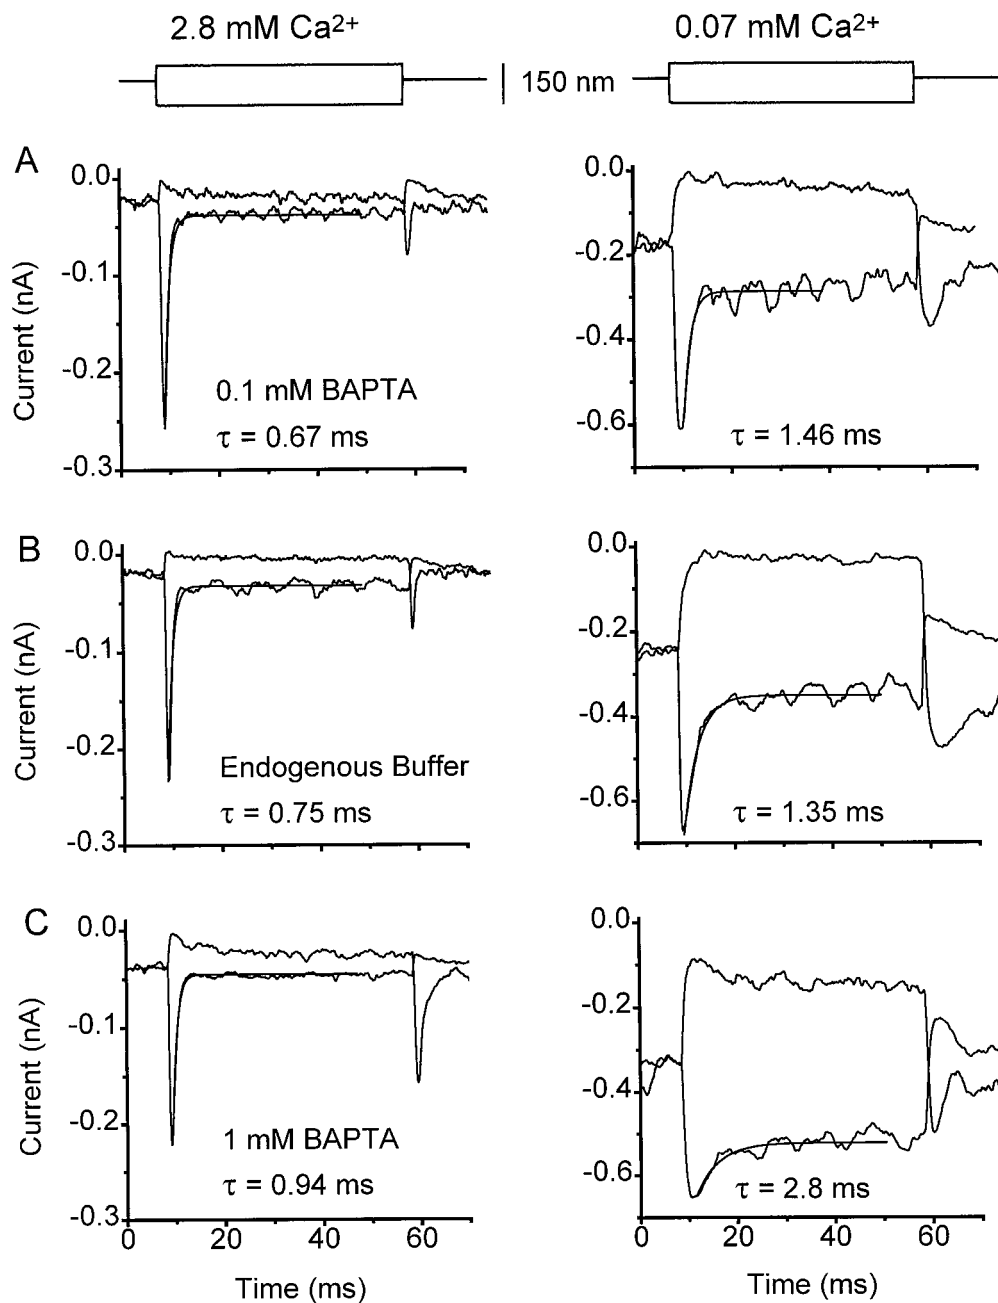 2.8 mM Ca²⁺
0.07 mM Ca²⁺
150 nm
A
0.0
-0.1
-0.2
-0.3
Current (nA)
0.1 mM BAPTA
τ = 0.67 ms
0.0
-0.2
-0.4
-0.6
τ = 1.46 ms
B
0.0
-0.1
-0.2
-0.3
Current (nA)
Endogenous Buffer
τ = 0.75 ms
0.0
-0.2
-0.4
-0.6
τ = 1.35 ms
C
0.0
-0.1
-0.2
-0.3
Current (nA)
1 mM BAPTA
τ = 0.94 ms
0 20 40 60
Time (ms)
0.0
-0.2
-0.4
-0.6
τ = 2.8 ms
0 20 40 60
Time (ms)